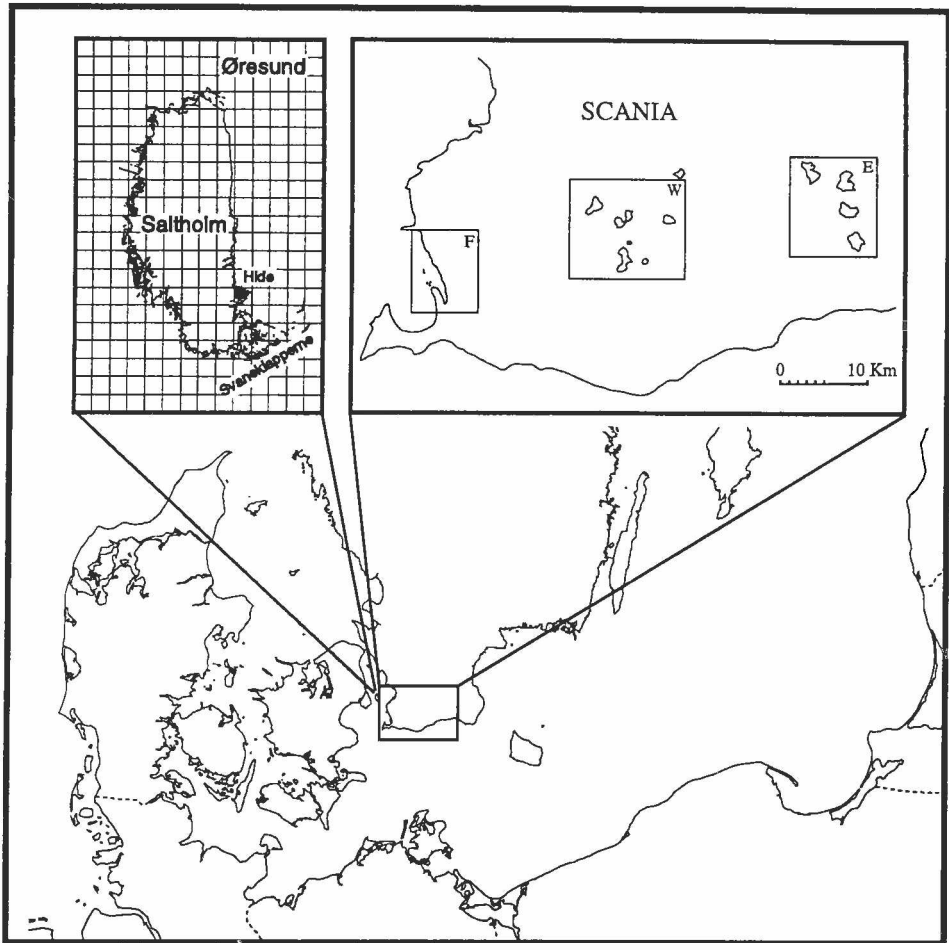 Øresund
Saltholm
Hide
Svaneklapperne
SCANIA
F
W
E
0 10 Km